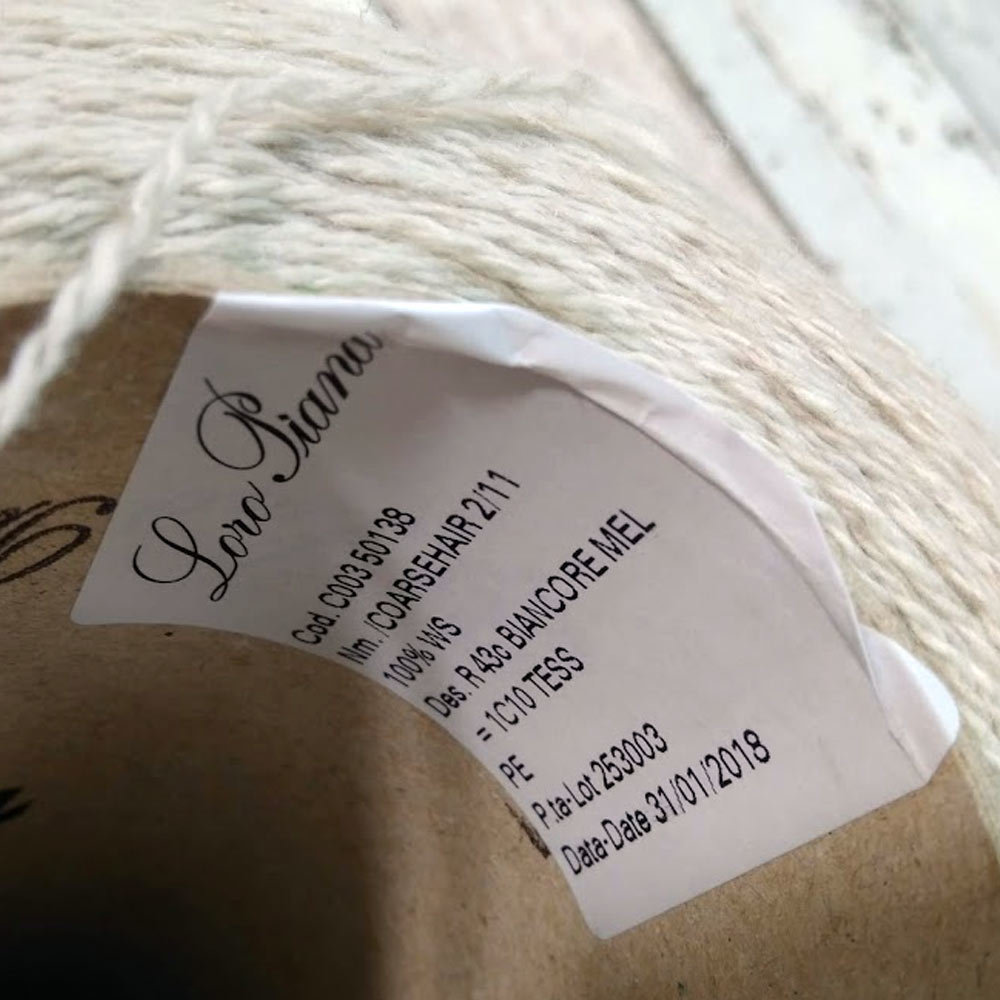 Loro Piana
Cod. C003 50138
Nm. /COARSEHAIR 2/11
100% WS
Des. R 43c BIANCORE MEL
= 1C10 TESS
PE
P.ta-Lot 253003
Data-Date 31/01/2018